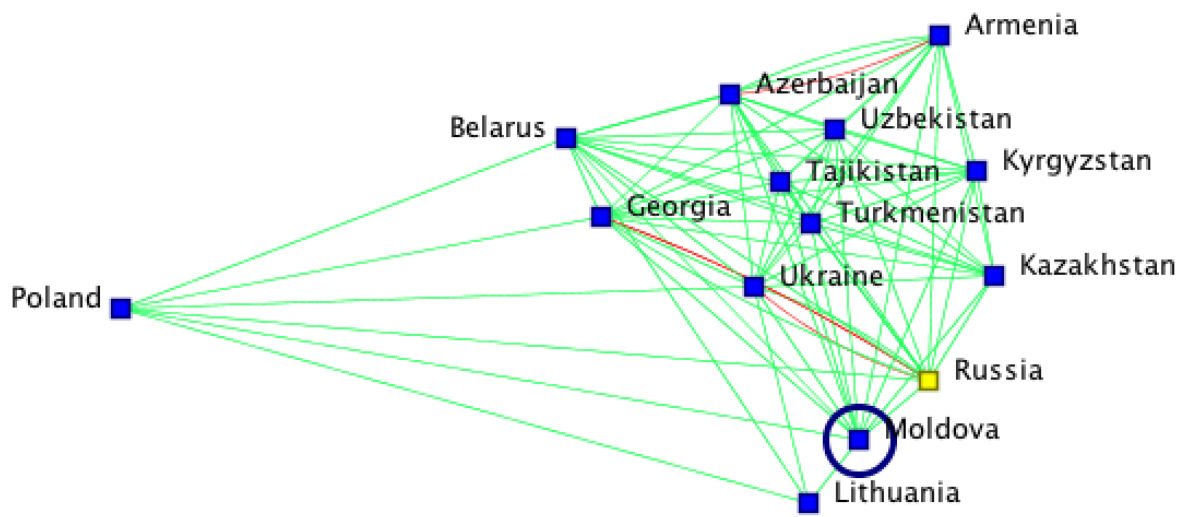 Armenia
Azerbaijan
Uzbekistan
Belarus
Kyrgyzstan
Tajikistan
Georgia
Turkmenistan
Kazakhstan
Ukraine
Poland
Russia
Moldova
Lithuania